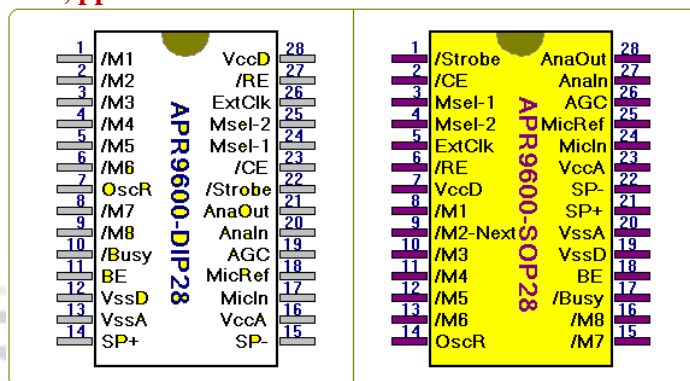 1 /M1 VccD 28
2 /M2 /RE 27
3 /M3 ExtClk 26
4 /M4 Msel-2 25
5 /M5 Msel-1 24
6 /M6 /CE 23
7 OscR /Strobe 22
8 /M7 AnaOut 21
9 /M8 AnaIn 20
10 /Busy AGC 19
11 BE MicRef 18
12 VssD MicIn 17
13 VssA VccA 16
14 SP+ SP- 15
APR9600-DIP28
1 /Strobe AnaOut 28
2 /CE AnaIn 27
3 Msel-1 AGC 26
4 Msel-2 MicRef 25
5 ExtClk MicIn 24
6 /RE VccA 23
7 VccD SP- 22
8 /M1 SP+ 21
9 /M2-Next VssA 20
10 /M3 VssD 19
11 /M4 BE 18
12 /M5 /Busy 17
13 /M6 /M8 16
14 OscR /M7 15
APR9600-SOP28